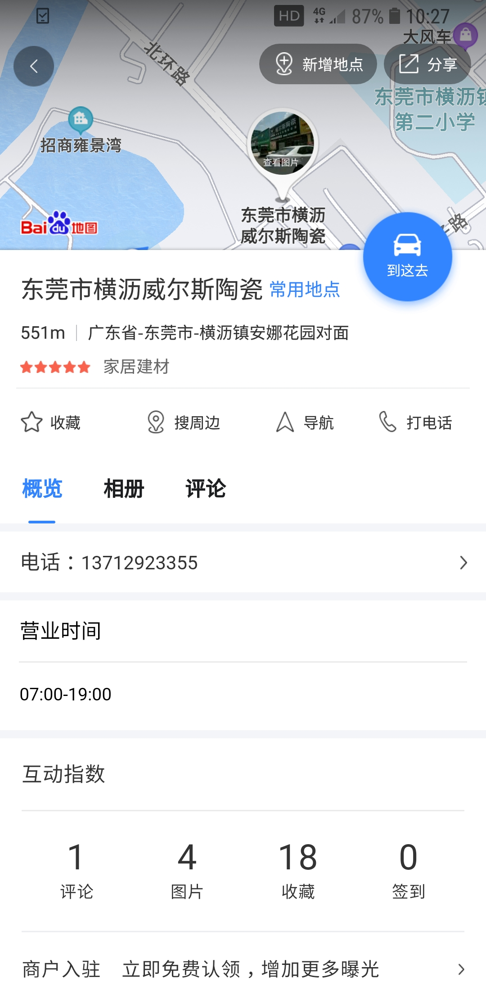 HD 4G 87% 10:27
大风车
北环路
新增地点
分享
东莞市横沥镇
第二小学
招商雍景湾
查看图片
Bai du 地图
东莞市横沥
威尔斯陶瓷
路
到这去
东莞市横沥威尔斯陶瓷 常用地点
551m 广东省-东莞市-横沥镇安娜花园对面
家居建材
收藏 搜周边 导航 打电话
概览 相册 评论
电话：13712923355
营业时间
07:00-19:00
互动指数
1 4 18 0
评论 图片 收藏 签到
商户入驻 立即免费认领，增加更多曝光